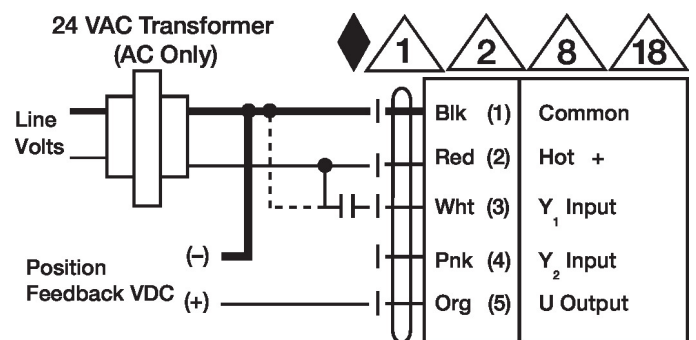 24 VAC Transformer
(AC Only)
1 2 8 18
Line
Volts
Blk (1) Common
Red (2) Hot +
Wht (3) Y1 Input
Pnk (4) Y2 Input
Org (5) U Output
Position
Feedback VDC
(–)
(+)